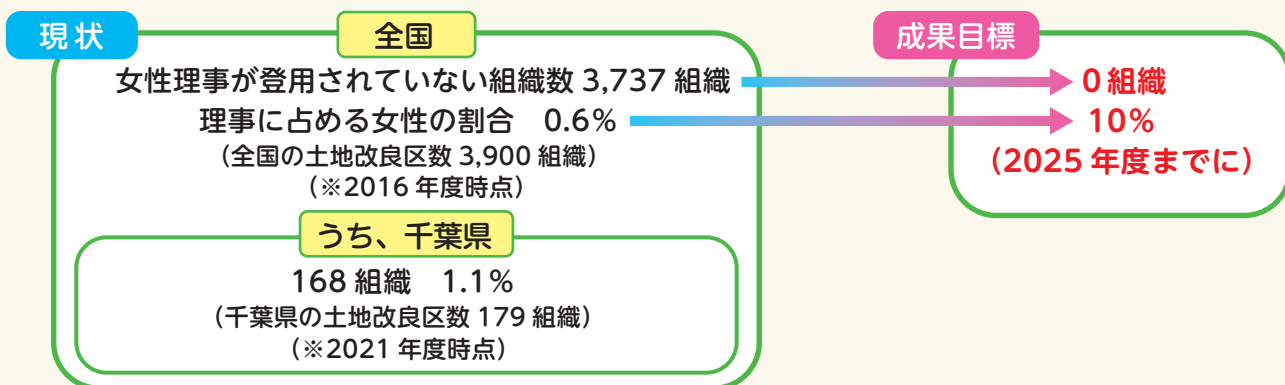 現状
全国
女性理事が登用されていない組織数 3,737 組織
理事に占める女性の割合 0.6%
(全国の土地改良区数 3,900 組織)
(※2016 年度時点)
うち、千葉県
168 組織 1.1%
(千葉県の土地改良区数 179 組織)
(※2021 年度時点)
成果目標
0 組織
10%
(2025 年度までに)